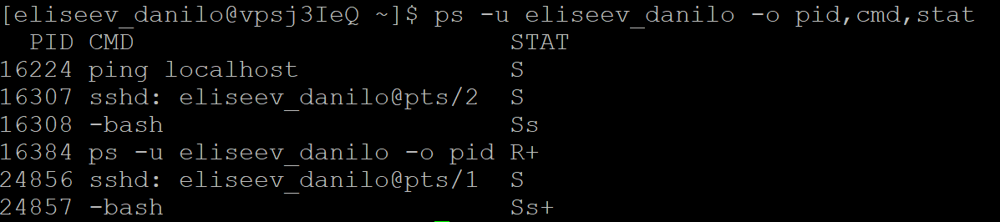 [eliseev_danilo@vpsj3IeQ ~]$ ps -u eliseev_danilo -o pid,cmd,stat
  PID CMD                         STAT
16224 ping localhost              S
16307 sshd: eliseev_danilo@pts/2  S
16308 -bash                       Ss
16384 ps -u eliseev_danilo -o pid R+
24856 sshd: eliseev_danilo@pts/1  S
24857 -bash                       Ss+